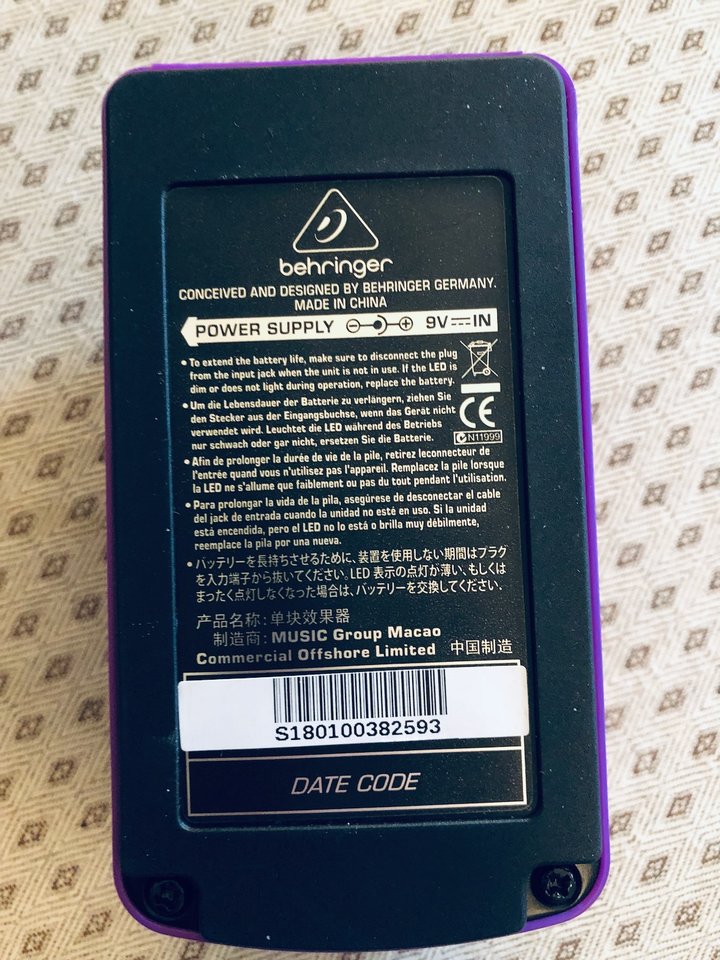 behringer
CONCEIVED AND DESIGNED BY BEHRINGER GERMANY.
MADE IN CHINA
POWER SUPPLY 9V IN
• To extend the battery life, make sure to disconnect the plug
from the input jack when the unit is not in use. If the LED is
dim or does not light during operation, replace the battery.
• Um die Lebensdauer der Batterie zu verlängern, ziehen Sie
den Stecker aus der Eingangsbuchse, wenn das Gerät nicht
verwendet wird. Leuchtet die LED während des Betriebs
nur schwach oder gar nicht, ersetzen Sie die Batterie.
CE
N11999
• Afin de prolonger la durée de vie de la pile, retirez leconnecteur de
l'entrée quand vous n'utilisez pas l'appareil. Remplacez la pile lorsque
la LED ne s'allume que faiblement ou pas du tout pendant l'utilisation.
• Para prolongar la vida de la pila, asegúrese de desconectar el cable
del jack de entrada cuando la unidad no esté en uso. Si la unidad
está encendida, pero el LED no lo está o brilla muy débilmente,
reemplace la pila por una nueva.
• バッテリーを長持ちさせるために、装置を使用しない期間はプラグ
を入力端子から抜いてください。LED 表示の点灯が薄い、もしくは
まったく点灯しなくなった場合は、バッテリーを交換してください.
产品名称: 单块效果器
制造商: MUSIC Group Macao
Commercial Offshore Limited 中国制造
S180100382593
DATE CODE